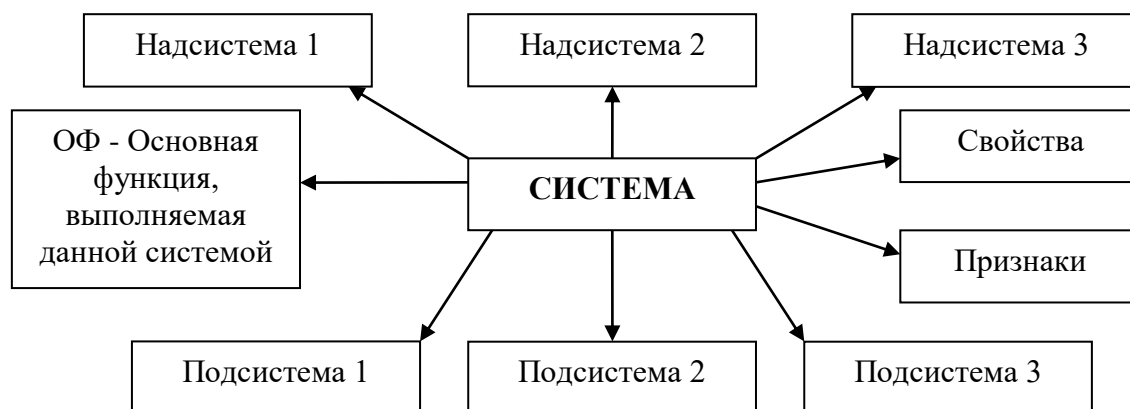 Надсистема 1
Надсистема 2
Надсистема 3
ОФ - Основная
функция,
выполняемая
данной системой
СИСТЕМА
Свойства
Признаки
Подсистема 1
Подсистема 2
Подсистема 3